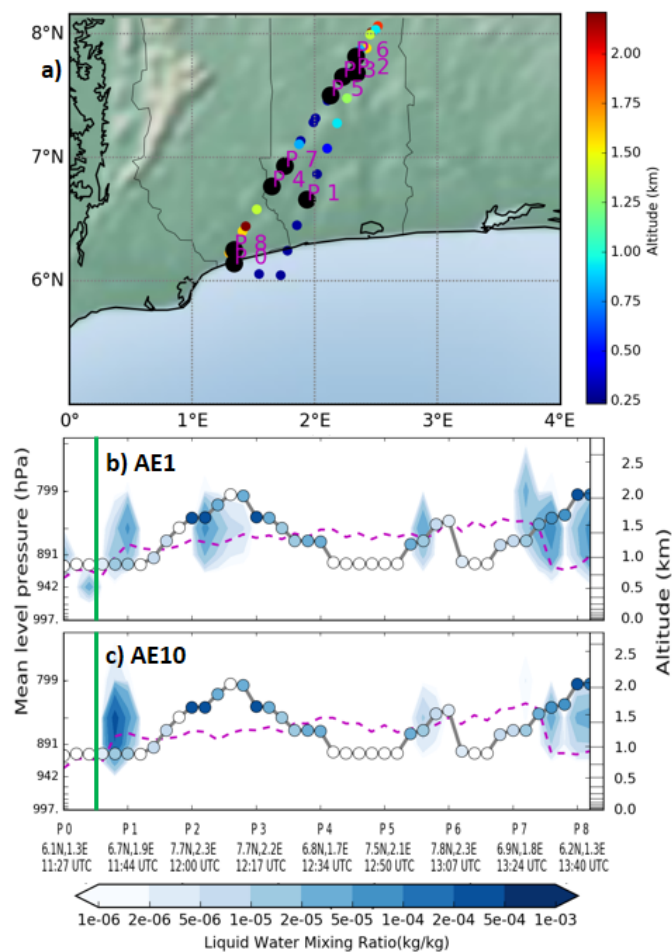 a)
8°N
7°N
6°N
0°
1°E
2°E
3°E
4°E
P 6
P 3
P 2
P 5
P 7
P 4
P 1
P 8
P 0
2.00
1.75
1.50
1.25
1.00
0.75
0.50
0.25
Altitude (km)
b) AE1
799
891
942
997.
2.5
2.0
1.5
1.0
0.5
0.0
c) AE10
799
891
942
997.
2.5
2.0
1.5
1.0
0.5
0.0
Mean level pressure (hPa)
Altitude (km)
P 0 P 1 P 2 P 3 P 4 P 5 P 6 P 7 P 8
6.1N,1.3E 6.7N,1.9E 7.7N,2.3E 7.7N,2.2E 6.8N,1.7E 7.5N,2.1E 7.8N,2.3E 6.9N,1.8E 6.2N,1.3E
11:27 UTC 11:44 UTC 12:00 UTC 12:17 UTC 12:34 UTC 12:50 UTC 13:07 UTC 13:24 UTC 13:40 UTC
1e-06 2e-06 5e-06 1e-05 2e-05 5e-05 1e-04 2e-04 5e-04 1e-03
Liquid Water Mixing Ratio(kg/kg)